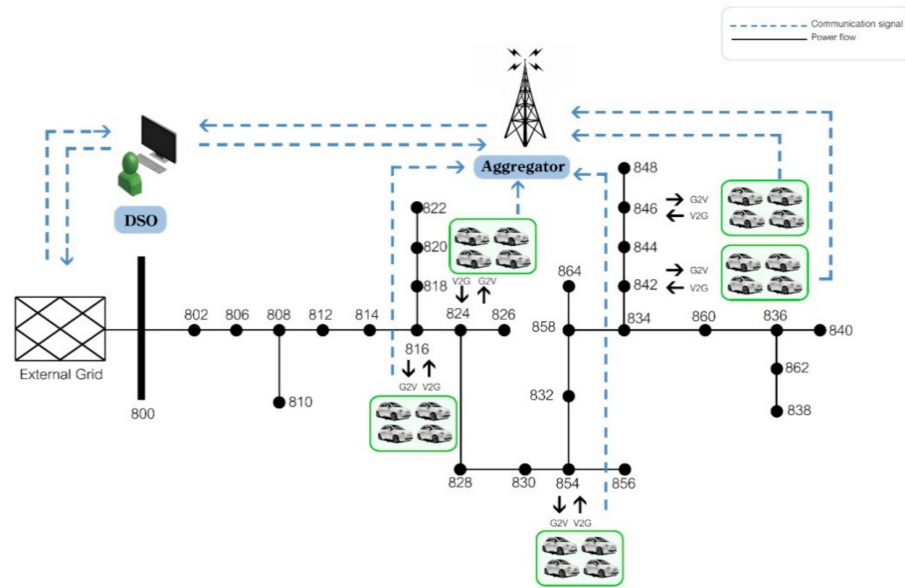 Communication signal
Power flow
Aggregator
DSO
External Grid
800
802
806
808
810
812
814
816
G2V V2G
818
820
822
V2G G2V
824
826
828
830
854
G2V V2G
856
832
858
864
834
842
G2V
V2G
844
846
G2V
V2G
848
860
836
840
862
838